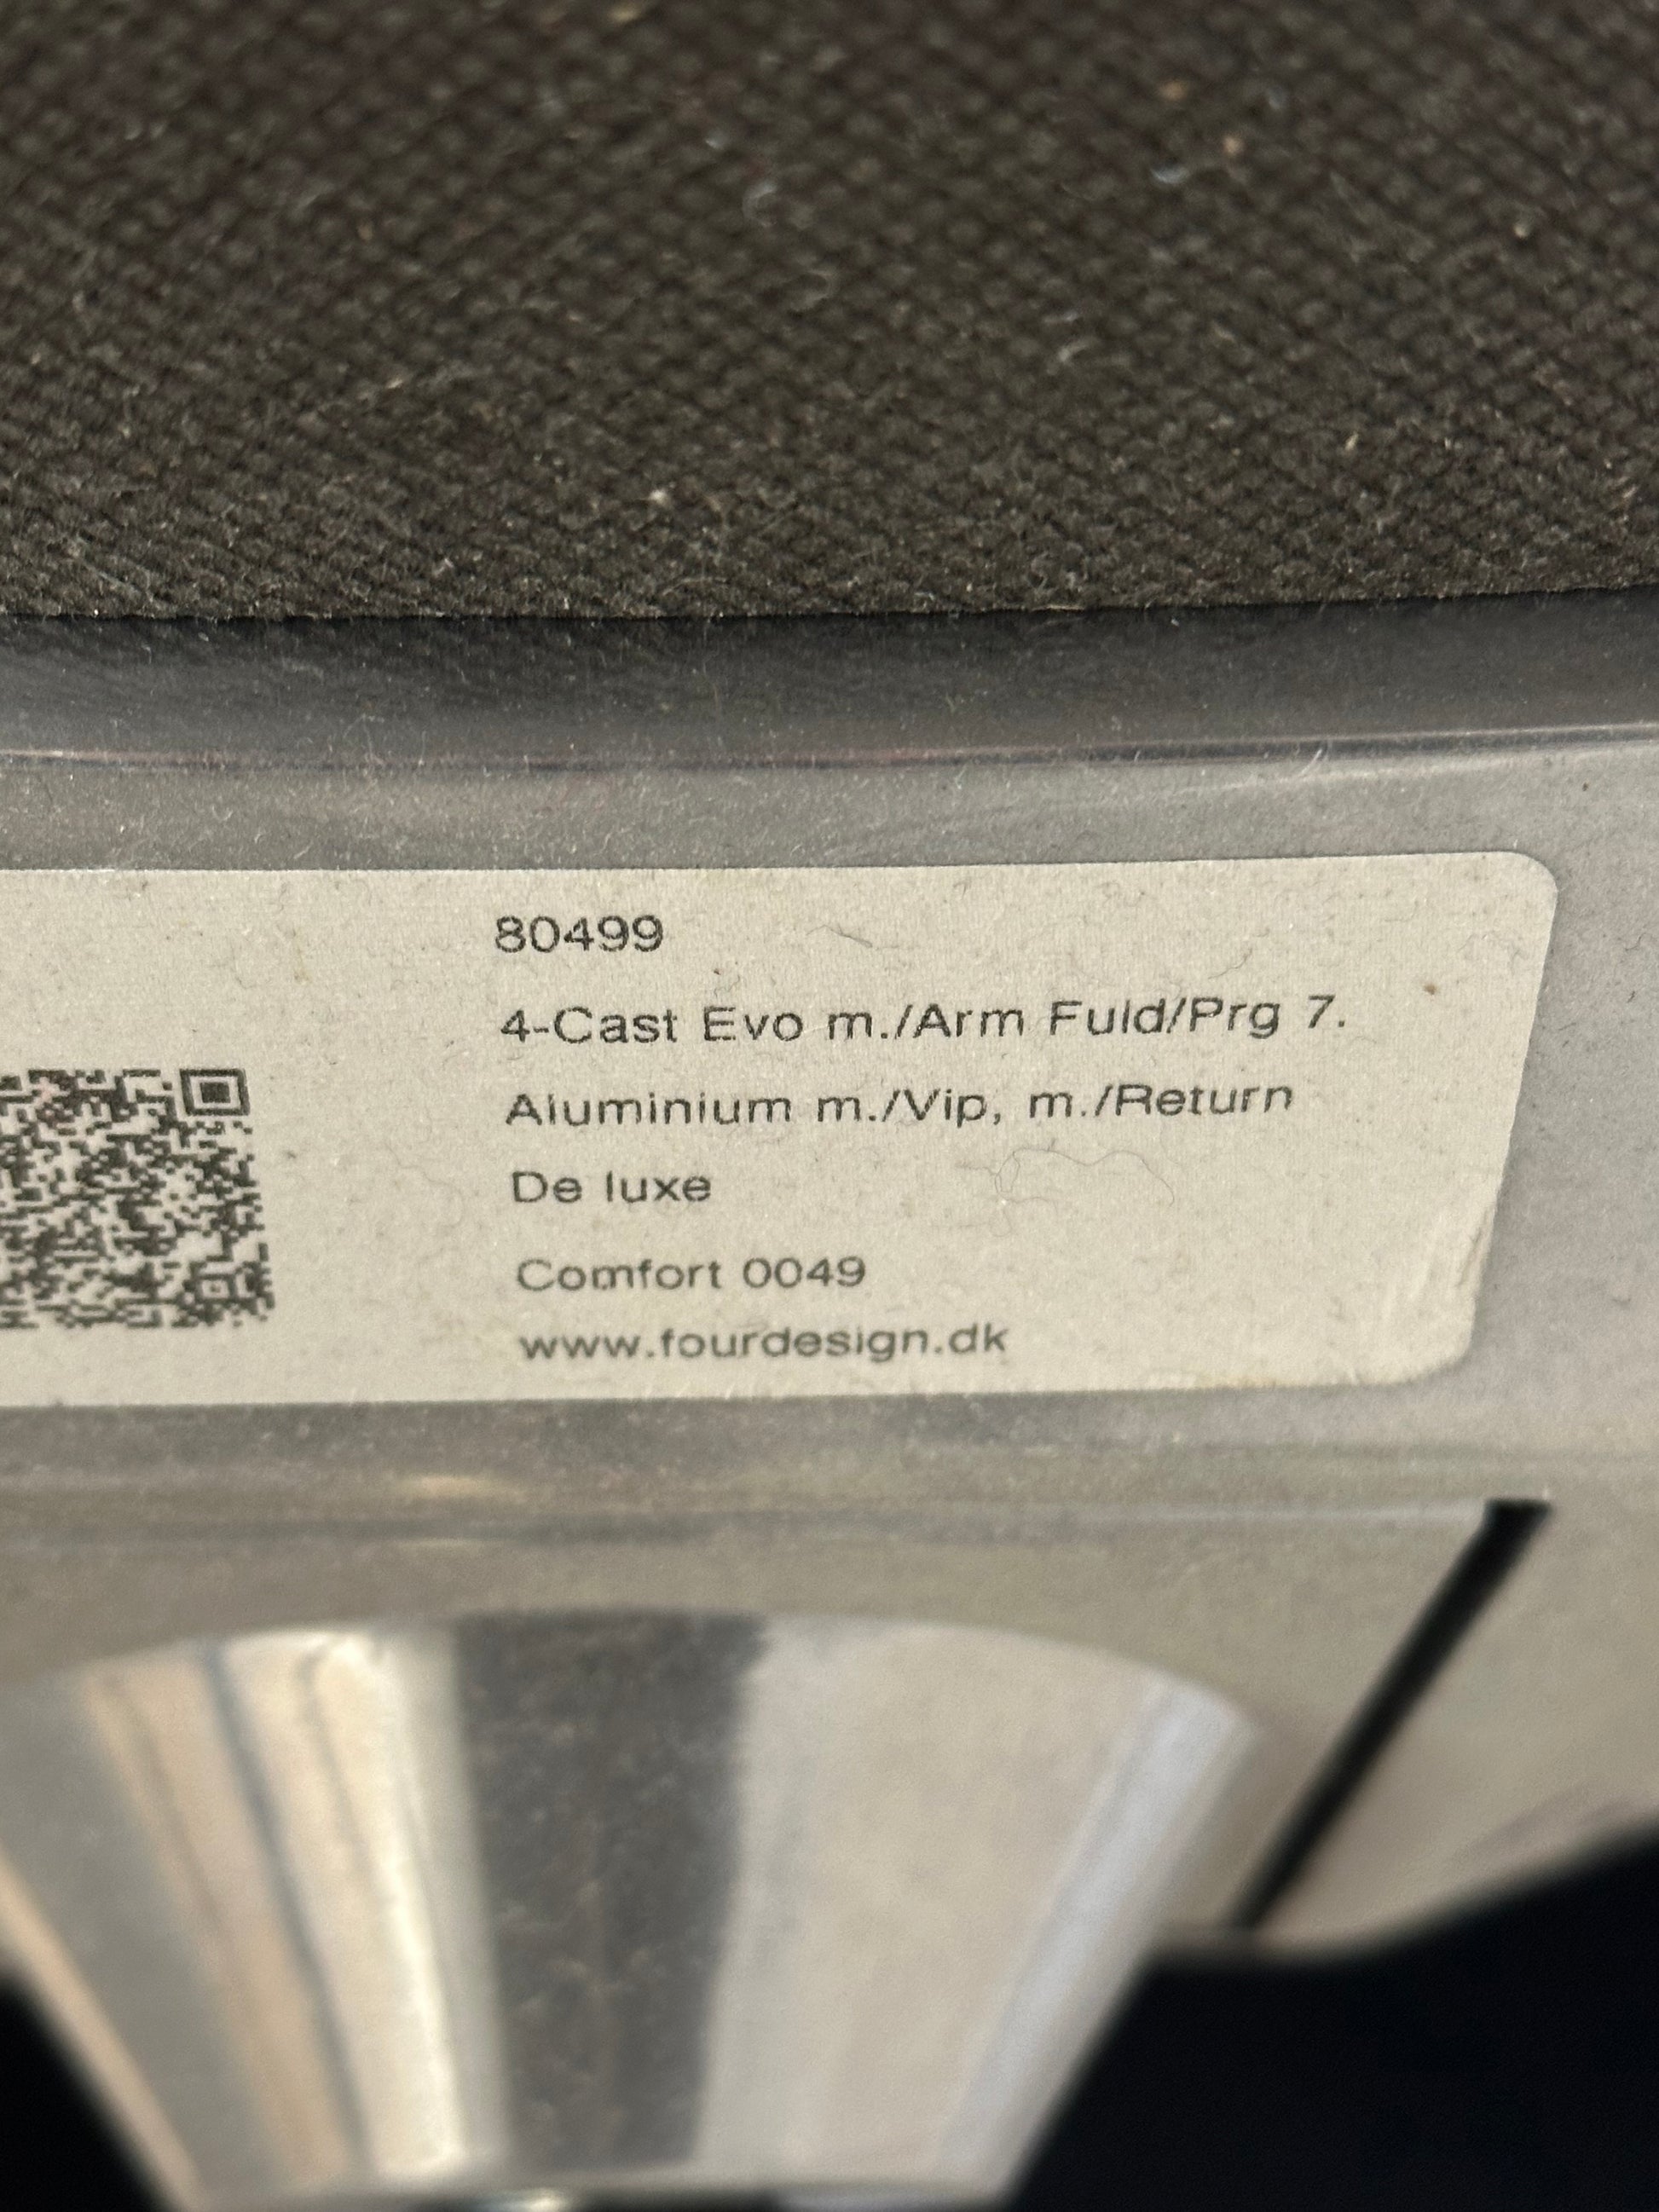 80499
4-Cast Evo m./Arm Fuld/Prg 7.
Aluminium m./Vip, m./Return
De luxe
Comfort 0049
www.fourdesign.dk